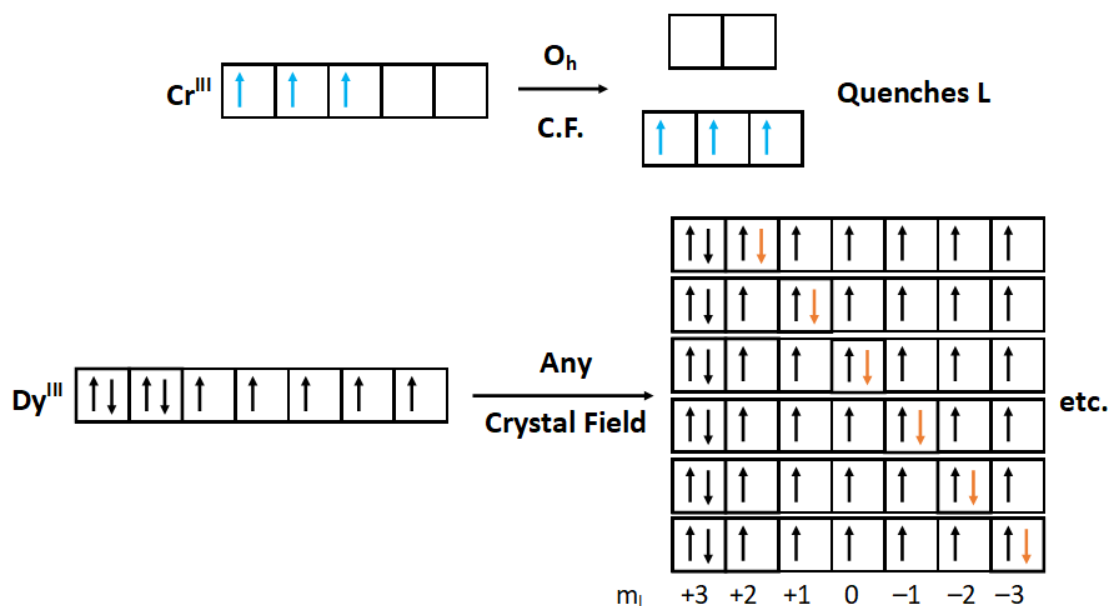 Cr^III
O_h
C.F.
Quenches L
Dy^III
Any
Crystal Field
etc.
m_l +3 +2 +1 0 −1 −2 −3